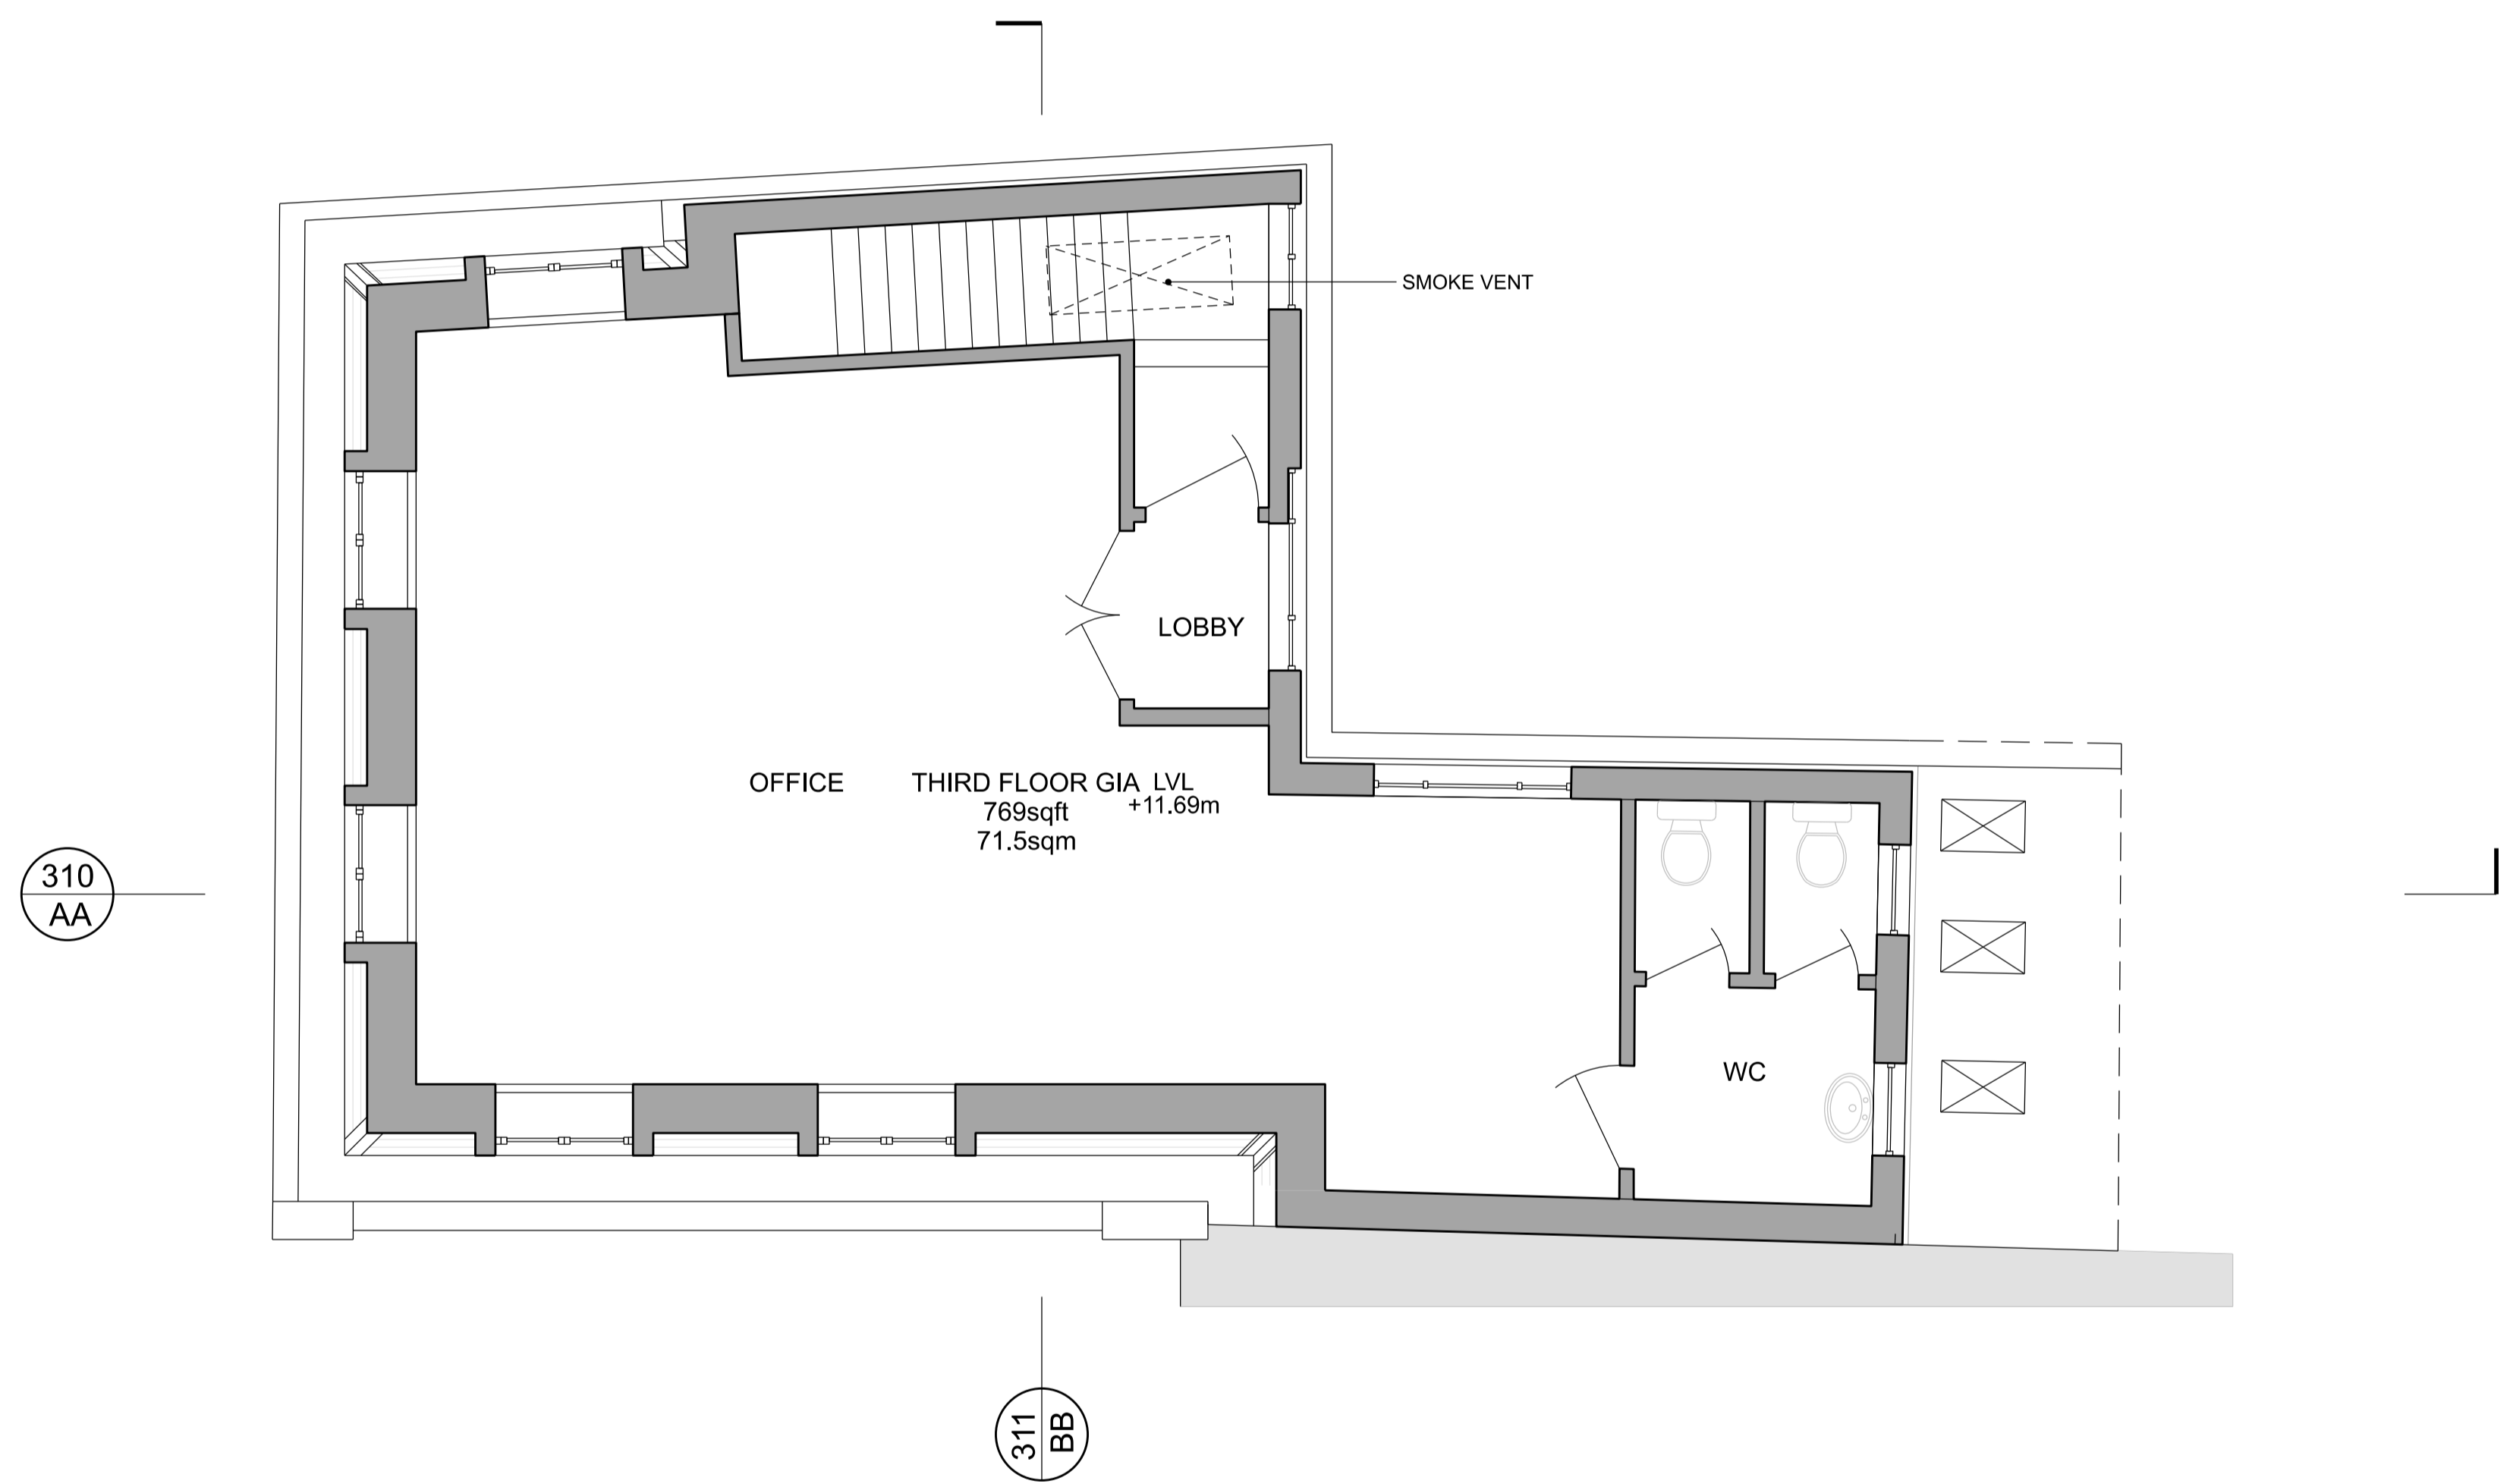 SMOKE VENT
LOBBY
OFFICE
THIRD FLOOR GIA
769sqft
71.5sqm
LVL
+11.69m
310
AA
WC
311
BB